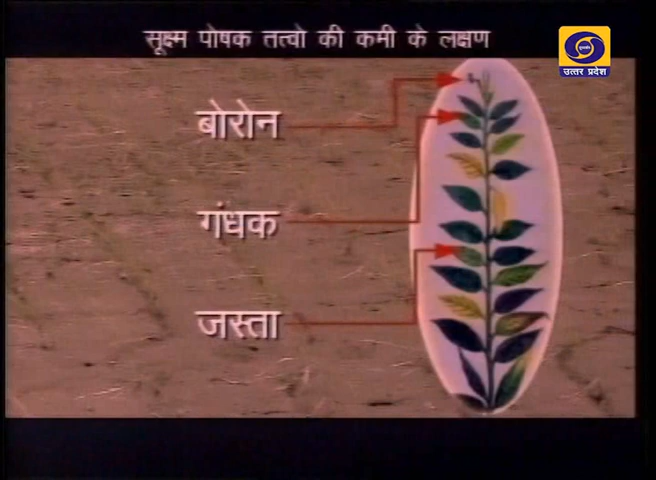 सूक्ष्म पोषक तत्वो की कमी के लक्षण
उत्तर प्रदेश
बोरोन
गंधक
जस्ता